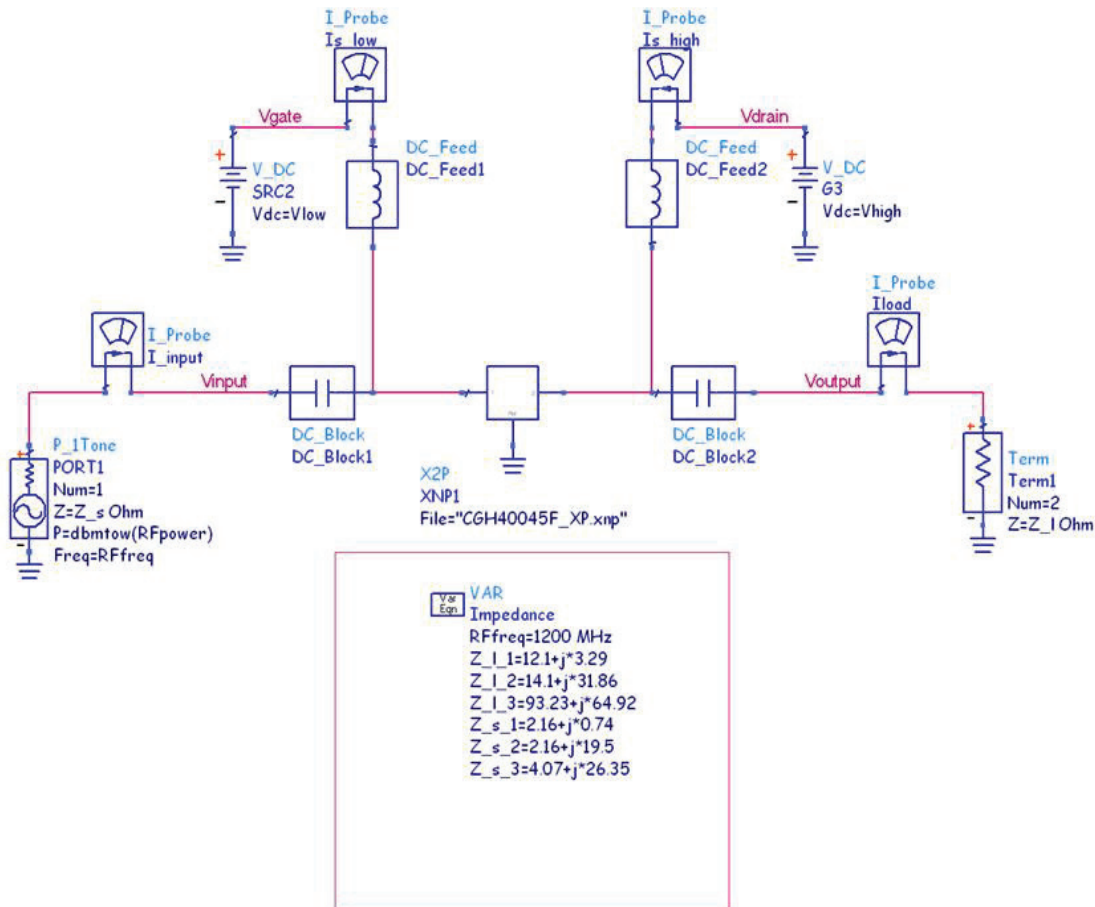 I_Probe
Is_low
I_Probe
Is_high
Vgate
Vdrain
DC_Feed
DC_Feed1
DC_Feed
DC_Feed2
+
V_DC
SRC2
Vdc=Vlow
-
+
V_DC
G3
Vdc=Vhigh
-
I_Probe
I_input
Vinput
I_Probe
Iload
Voutput
DC_Block
DC_Block1
DC_Block
DC_Block2
+
P_1Tone
PORT1
Num=1
Z=Z_s Ohm
P=dbmtow(RFpower)
Freq=RFfreq
-
X2P
XNP1
File="CGH40045F_XP.xnp"
+
Term
Term1
Num=2
Z=Z_l Ohm
-
Var
Eqn
VAR
Impedance
RFfreq=1200 MHz
Z_l_1=12.1+j*3.29
Z_l_2=14.1+j*31.86
Z_l_3=93.23+j*64.92
Z_s_1=2.16+j*0.74
Z_s_2=2.16+j*19.5
Z_s_3=4.07+j*26.35